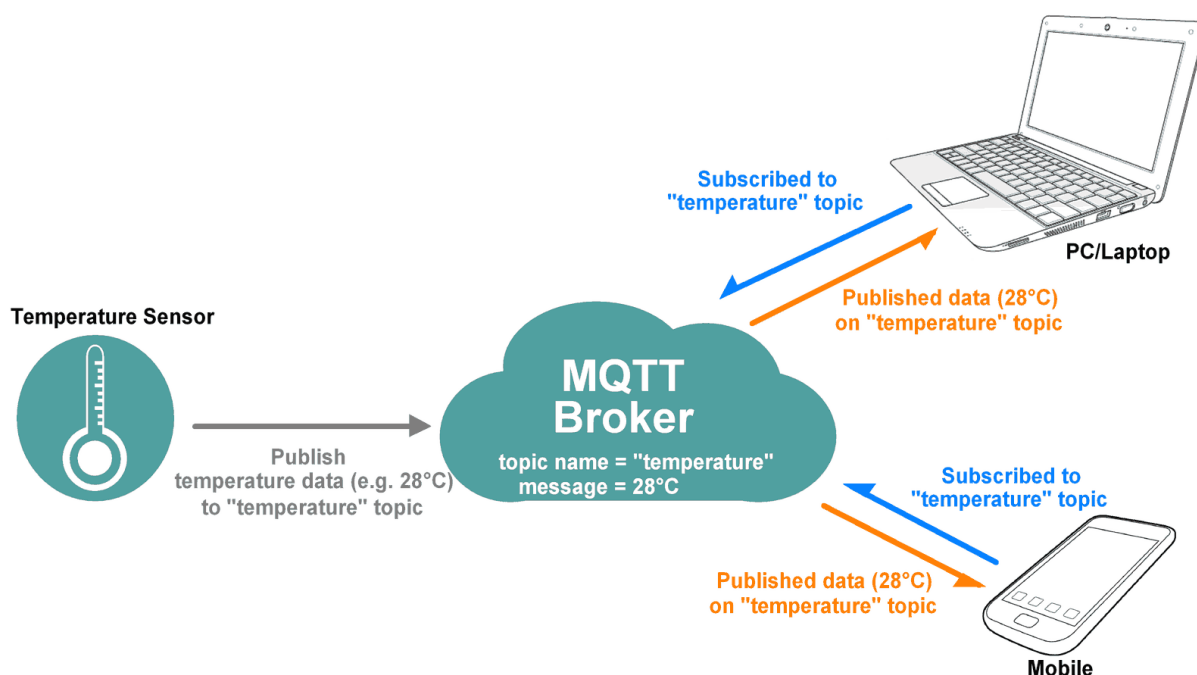 Temperature Sensor
Publish
temperature data (e.g. 28°C)
to "temperature" topic
MQTT
Broker
topic name = "temperature"
message = 28°C
Subscribed to
"temperature" topic
Published data (28°C)
on "temperature" topic
PC/Laptop
Subscribed to
"temperature" topic
Published data (28°C)
on "temperature" topic
Mobile